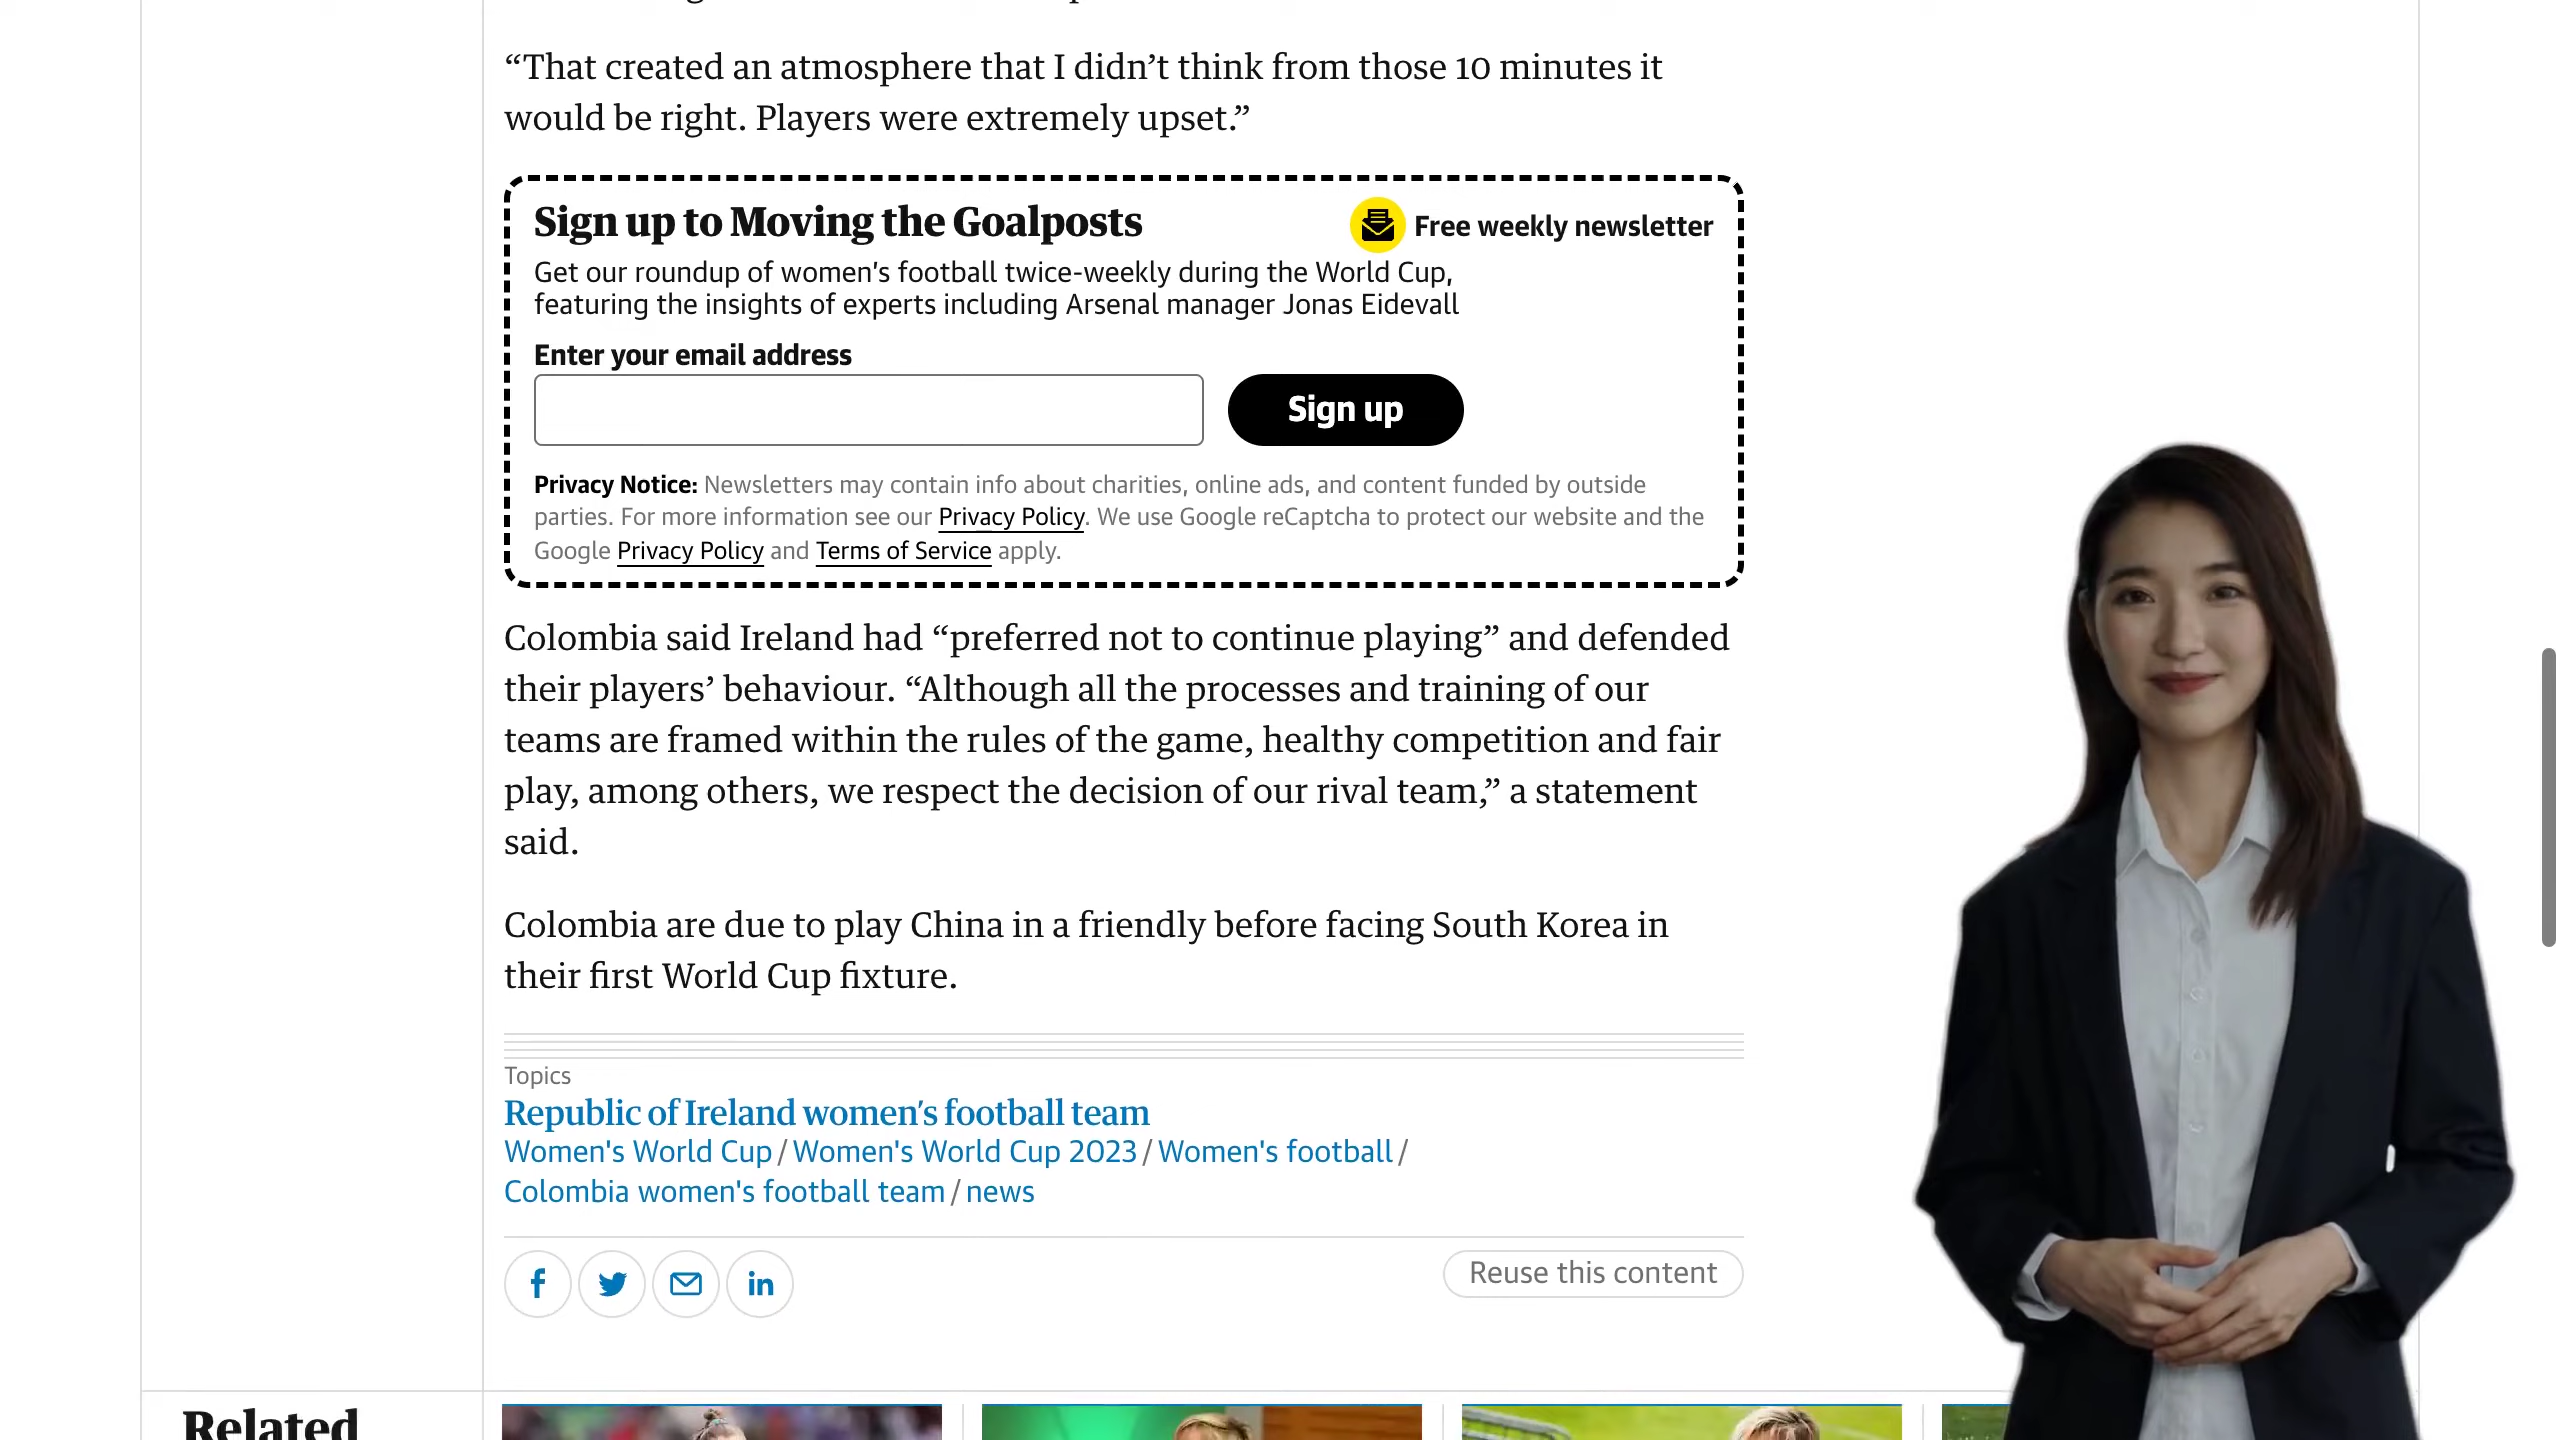 “That created an atmosphere that I didn’t think from those 10 minutes it
would be right. Players were extremely upset.”
Sign up to Moving the Goalposts
Free weekly newsletter
Get our roundup of women’s football twice-weekly during the World Cup,
featuring the insights of experts including Arsenal manager Jonas Eidevall
Enter your email address
Sign up
Privacy Notice: Newsletters may contain info about charities, online ads, and content funded by outside
parties. For more information see our Privacy Policy. We use Google reCaptcha to protect our website and the
Google Privacy Policy and Terms of Service apply.
Colombia said Ireland had “preferred not to continue playing” and defended
their players’ behaviour. “Although all the processes and training of our
teams are framed within the rules of the game, healthy competition and fair
play, among others, we respect the decision of our rival team,” a statement
said.
Colombia are due to play China in a friendly before facing South Korea in
their first World Cup fixture.
Topics
Republic of Ireland women’s football team
Women's World Cup / Women's World Cup 2023 / Women's football /
Colombia women's football team / news
Reuse this content
Related